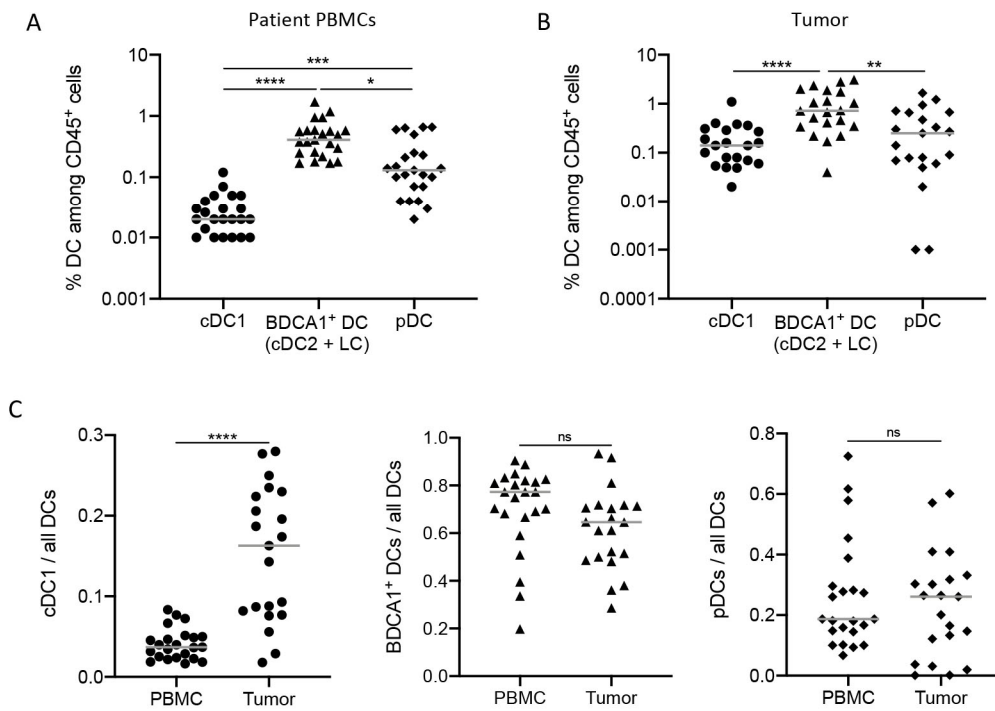 A
Patient PBMCs
% DC among CD45⁺ cells
10
1
0.1
0.01
0.001
***
**** *
cDC1 BDCA1⁺ DC pDC
(cDC2 + LC)
B
Tumor
% DC among CD45⁺ cells
10
1
0.1
0.01
0.001
0.0001
**** **
cDC1 BDCA1⁺ DC pDC
(cDC2 + LC)
C
cDC1 / all DCs
0.3
0.2
0.1
0.0
****
PBMC Tumor
BDCA1⁺ DCs / all DCs
1.0
0.8
0.6
0.4
0.2
0.0
ns
PBMC Tumor
pDCs / all DCs
0.8
0.6
0.4
0.2
0.0
ns
PBMC Tumor